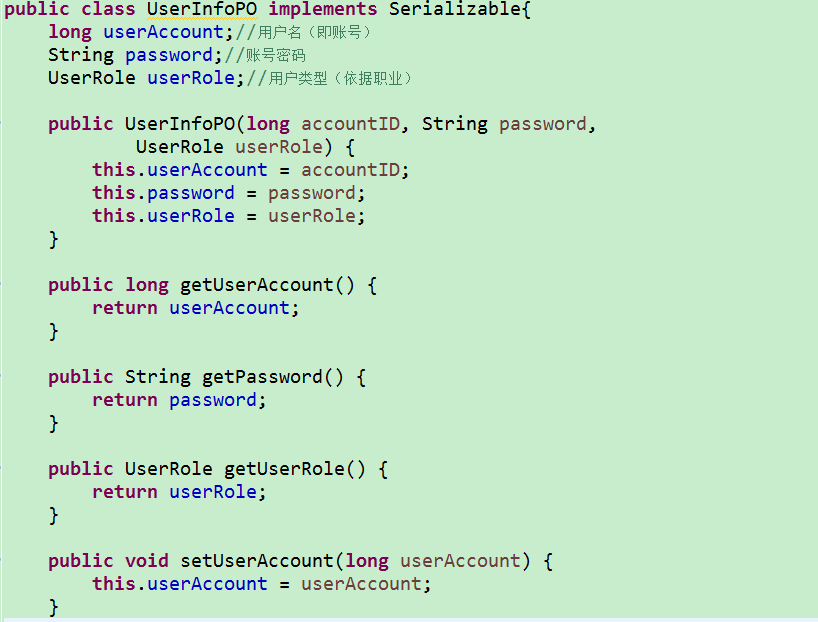 public class UserInfoPO implements Serializable{
    long userAccount;//用户名（即账号）
    String password;//账号密码
    UserRole userRole;//用户类型（依据职业）

    public UserInfoPO(long accountID, String password,
            UserRole userRole) {
        this.userAccount = accountID;
        this.password = password;
        this.userRole = userRole;
    }

    public long getUserAccount() {
        return userAccount;
    }

    public String getPassword() {
        return password;
    }

    public UserRole getUserRole() {
        return userRole;
    }

    public void setUserAccount(long userAccount) {
        this.userAccount = userAccount;
    }